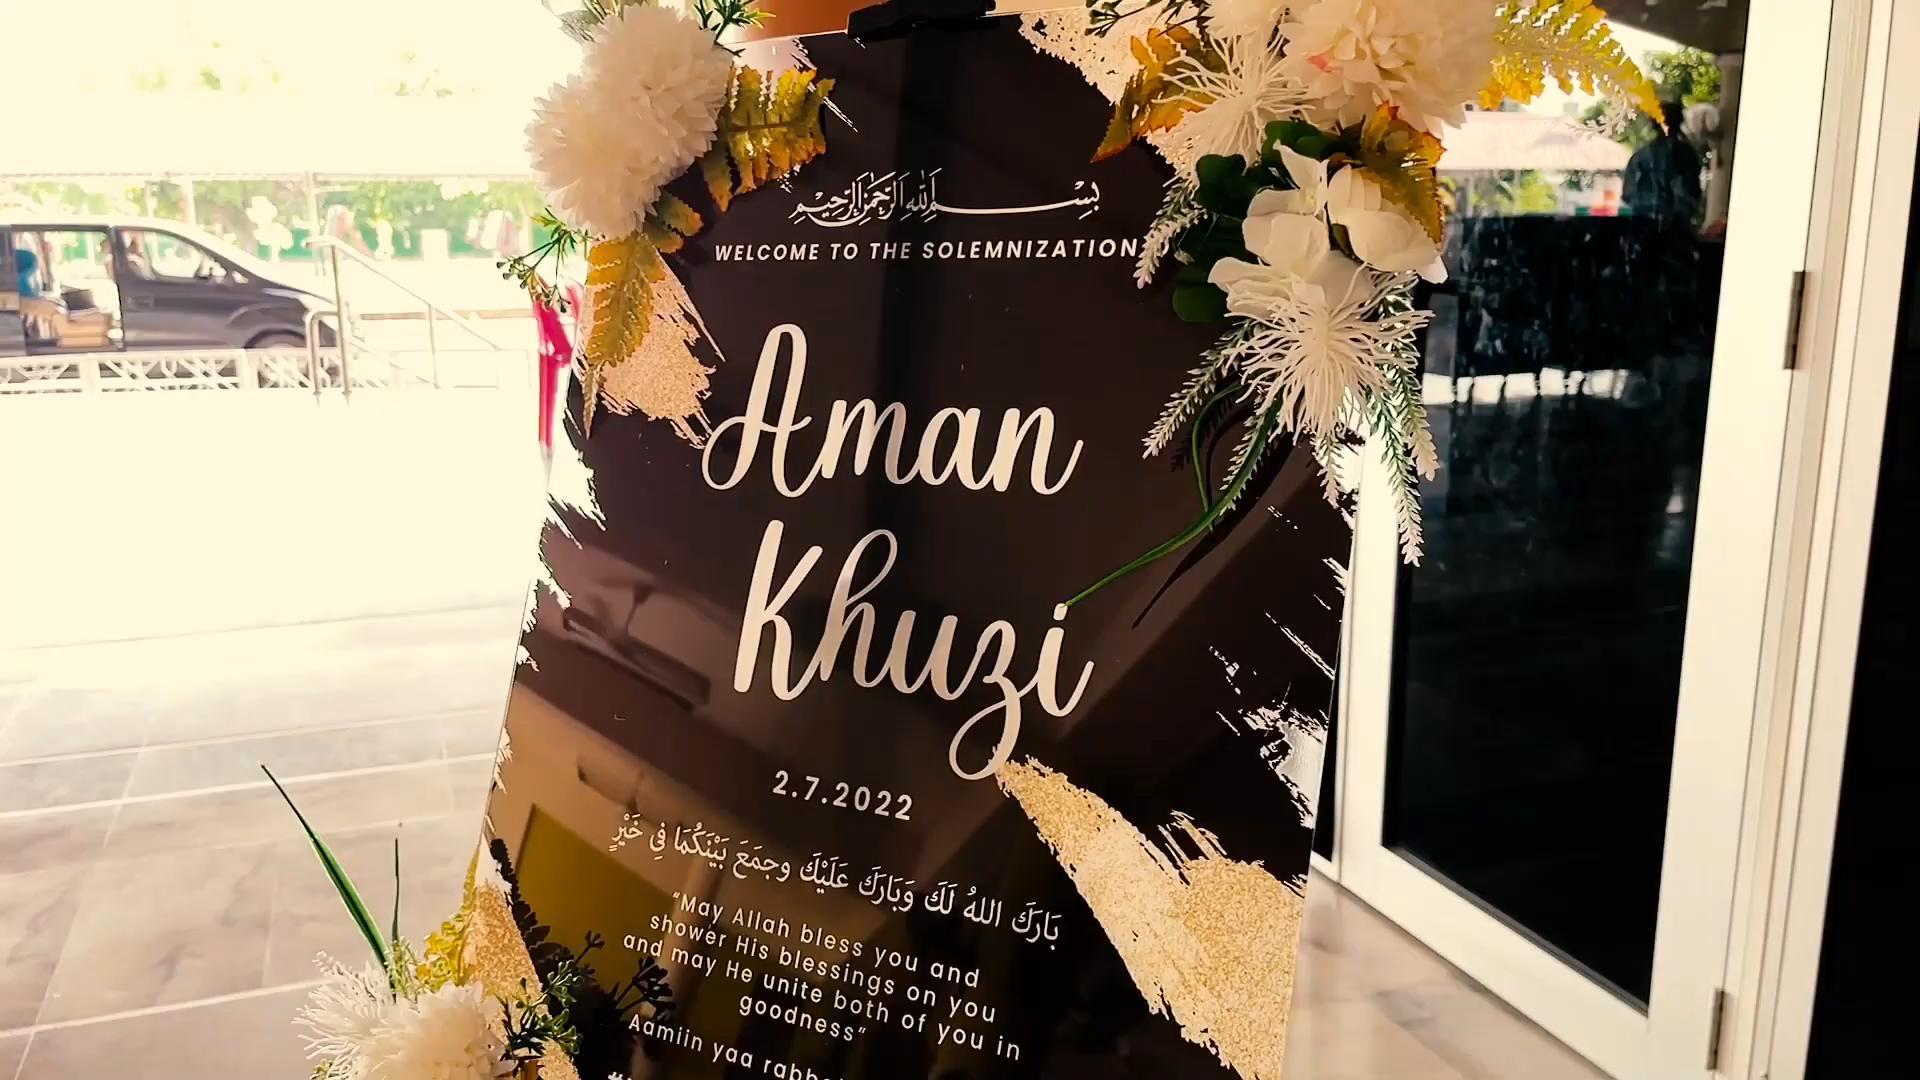 بِسْمِ اللَّهِ الرَّحْمَٰنِ الرَّحِيمِ
WELCOME TO THE SOLEMNIZATION
Aman
Khuzi
2.7.2022
بَارَكَ اللهُ لَكَ وَبَارَكَ عَلَيْكَ وجمَعَ بَيْنَكُمَا فِي خَيْرٍ
"May Allah bless you and
shower His blessings on you
and may He unite both of you in
goodness"
Aamiin yaa